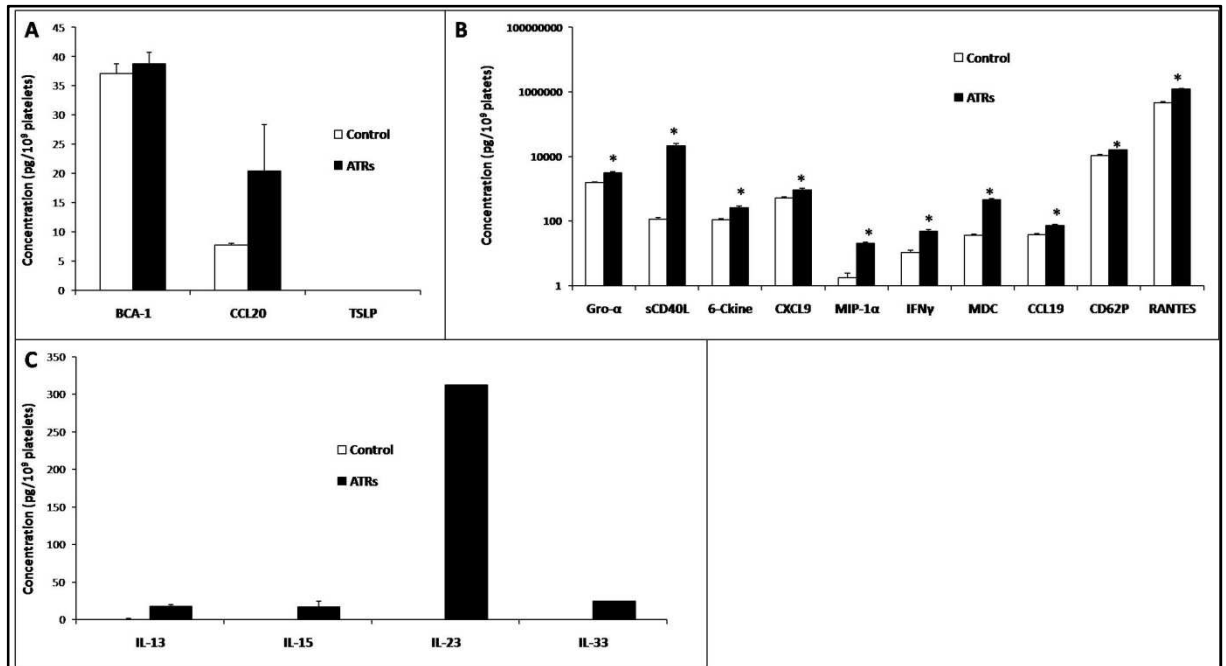 A
Concentration (pg/10⁹ platelets)
45
40
35
30
25
20
15
10
5
0
Control
ATRs
BCA-1 CCL20 TSLP
B
Concentration (pg/10⁹ platets)
100000000
1000000
10000
100
1
Control
ATRs
* * * * * * * * * *
Gro-α sCD40L 6-Ckine CXCL9 MIP-1α IFNγ MDC CCL19 CD62P RANTES
C
Concentration (pg/10⁹ platelets)
350
300
250
200
150
100
50
0
Control
ATRs
IL-13 IL-15 IL-23 IL-33